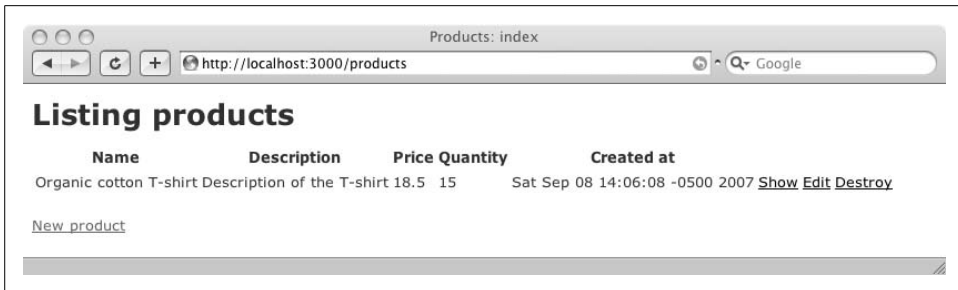 Products: index
http://localhost:3000/products
Google
Listing products
Name Description Price Quantity Created at
Organic cotton T-shirt Description of the T-shirt 18.5 15 Sat Sep 08 14:06:08 -0500 2007 Show Edit Destroy
New product